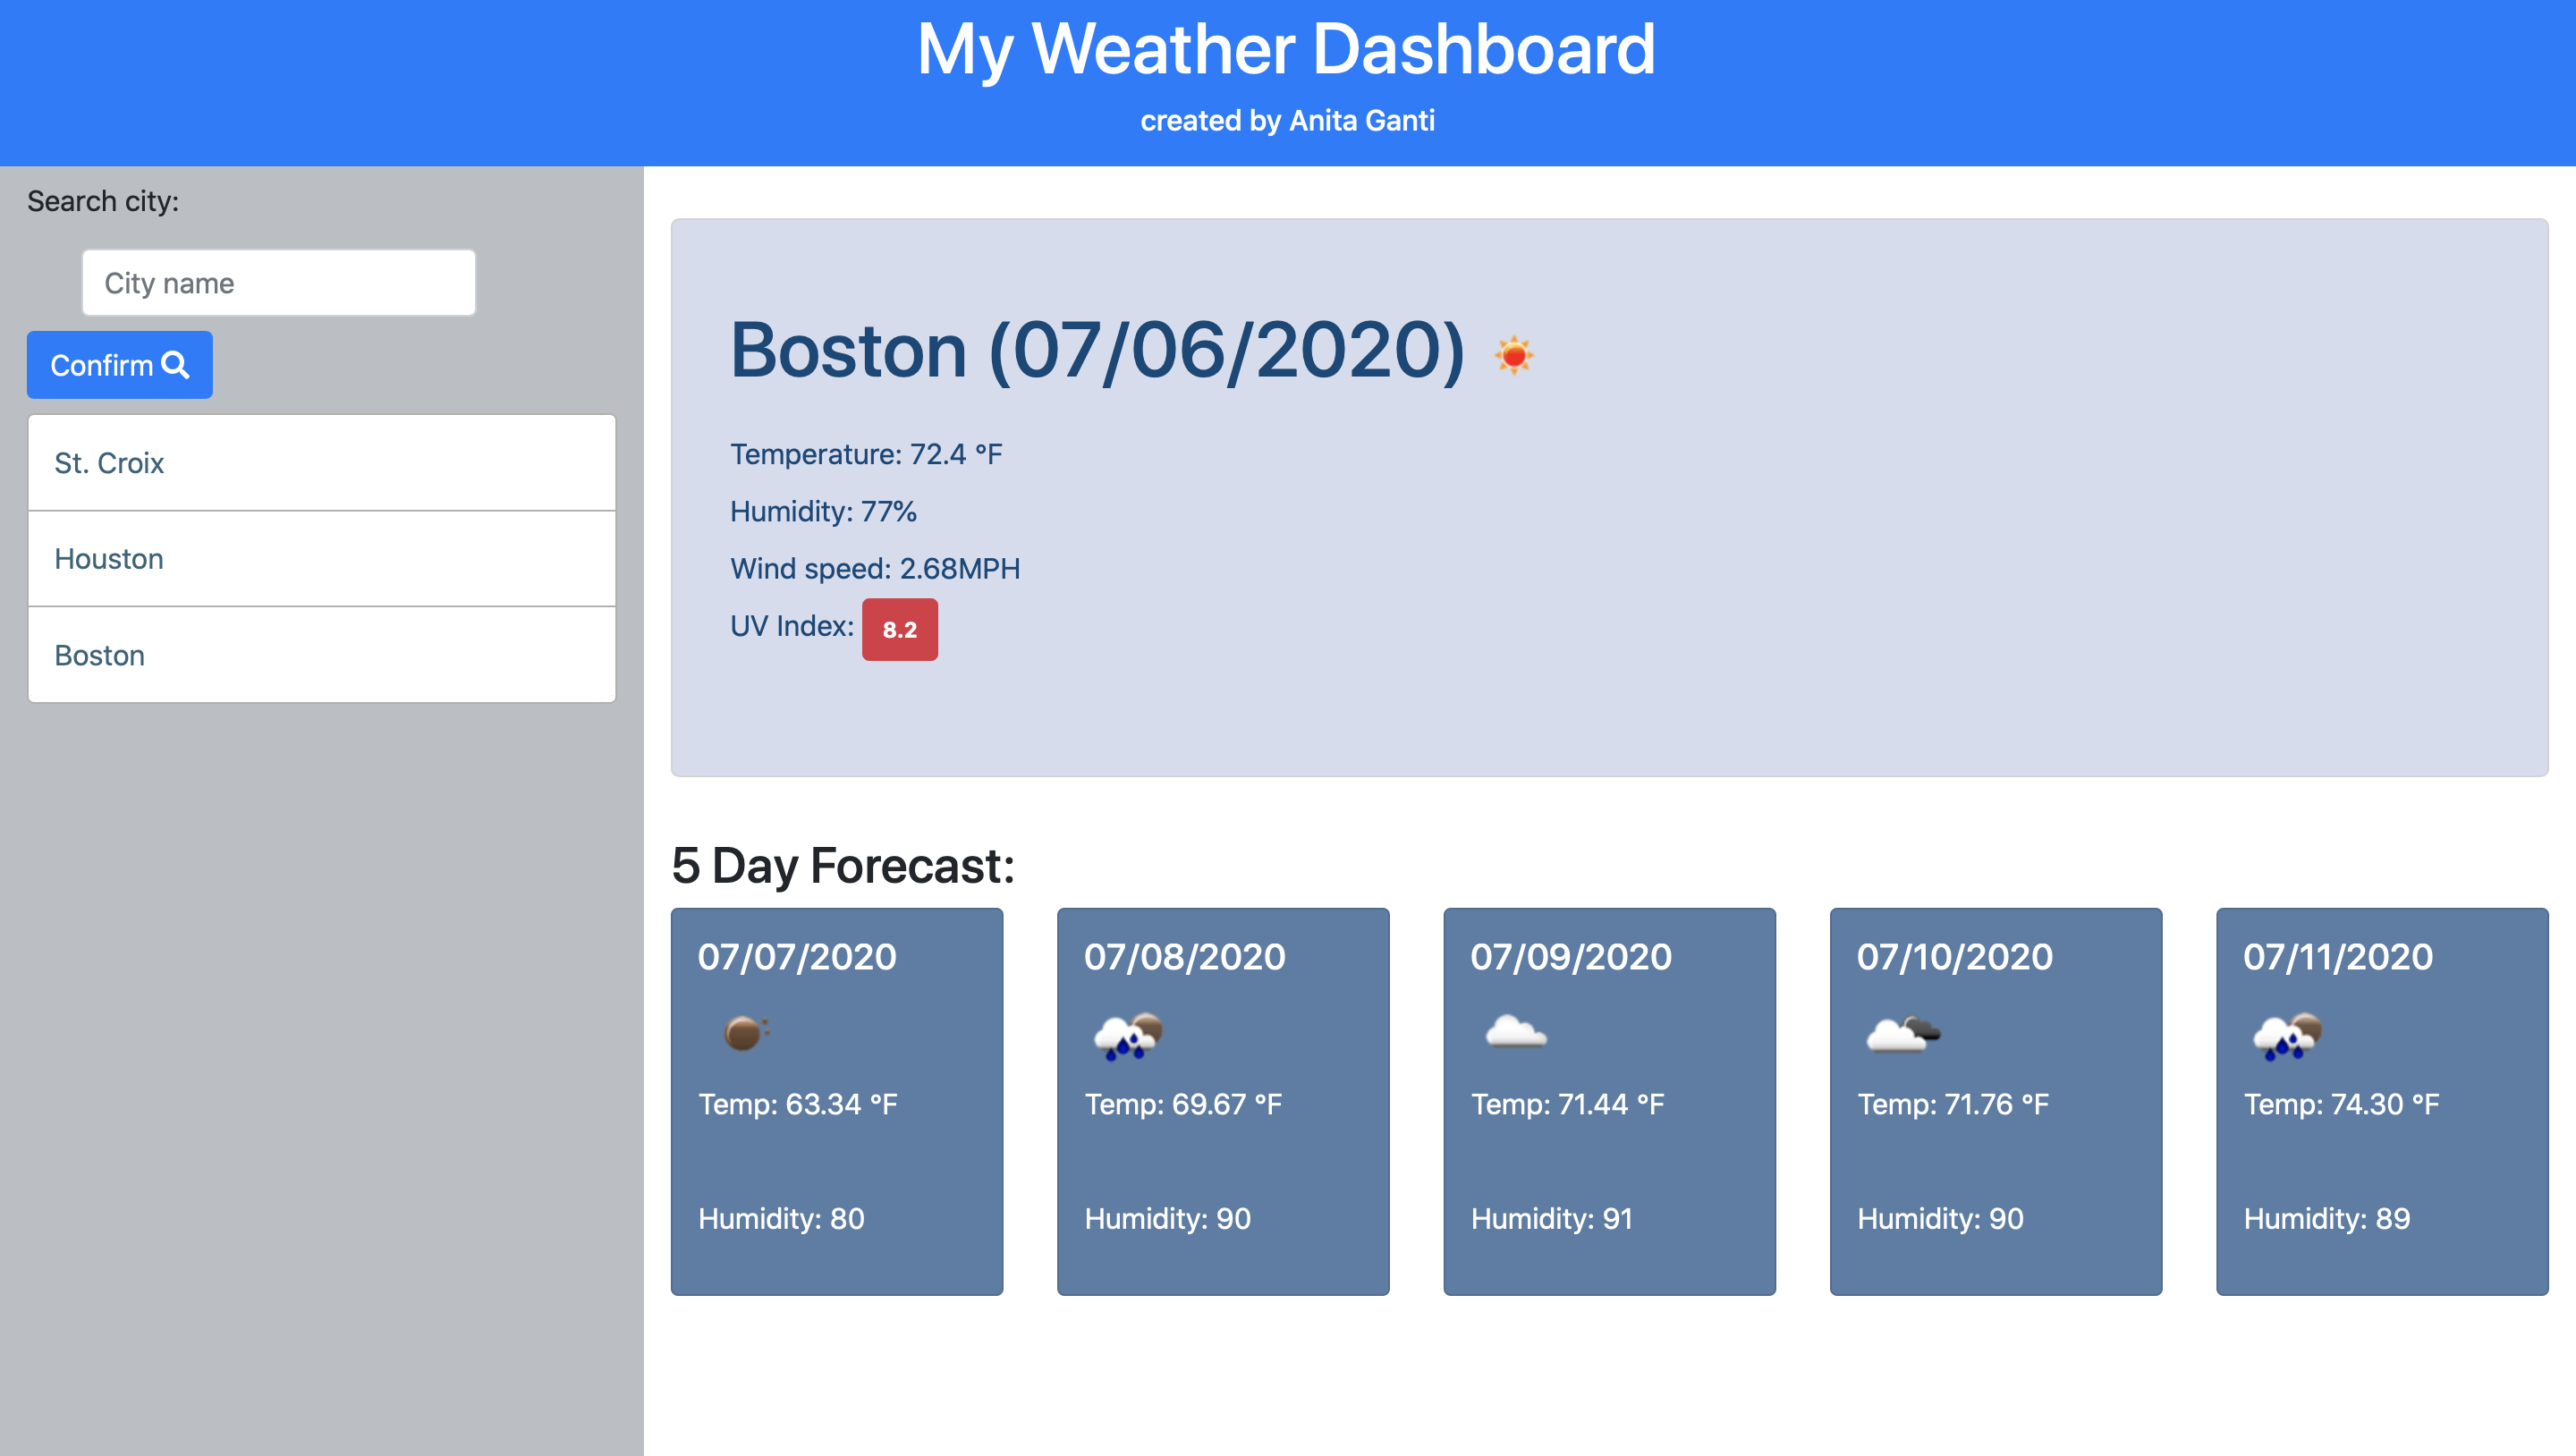 My Weather Dashboard
created by Anita Ganti
Search city:
City name
Confirm
St. Croix
Houston
Boston
Boston (07/06/2020)
Temperature: 72.4 °F
Humidity: 77%
Wind speed: 2.68MPH
UV Index: 8.2
5 Day Forecast:
07/07/2020
Temp: 63.34 °F
Humidity: 80
07/08/2020
Temp: 69.67 °F
Humidity: 90
07/09/2020
Temp: 71.44 °F
Humidity: 91
07/10/2020
Temp: 71.76 °F
Humidity: 90
07/11/2020
Temp: 74.30 °F
Humidity: 89